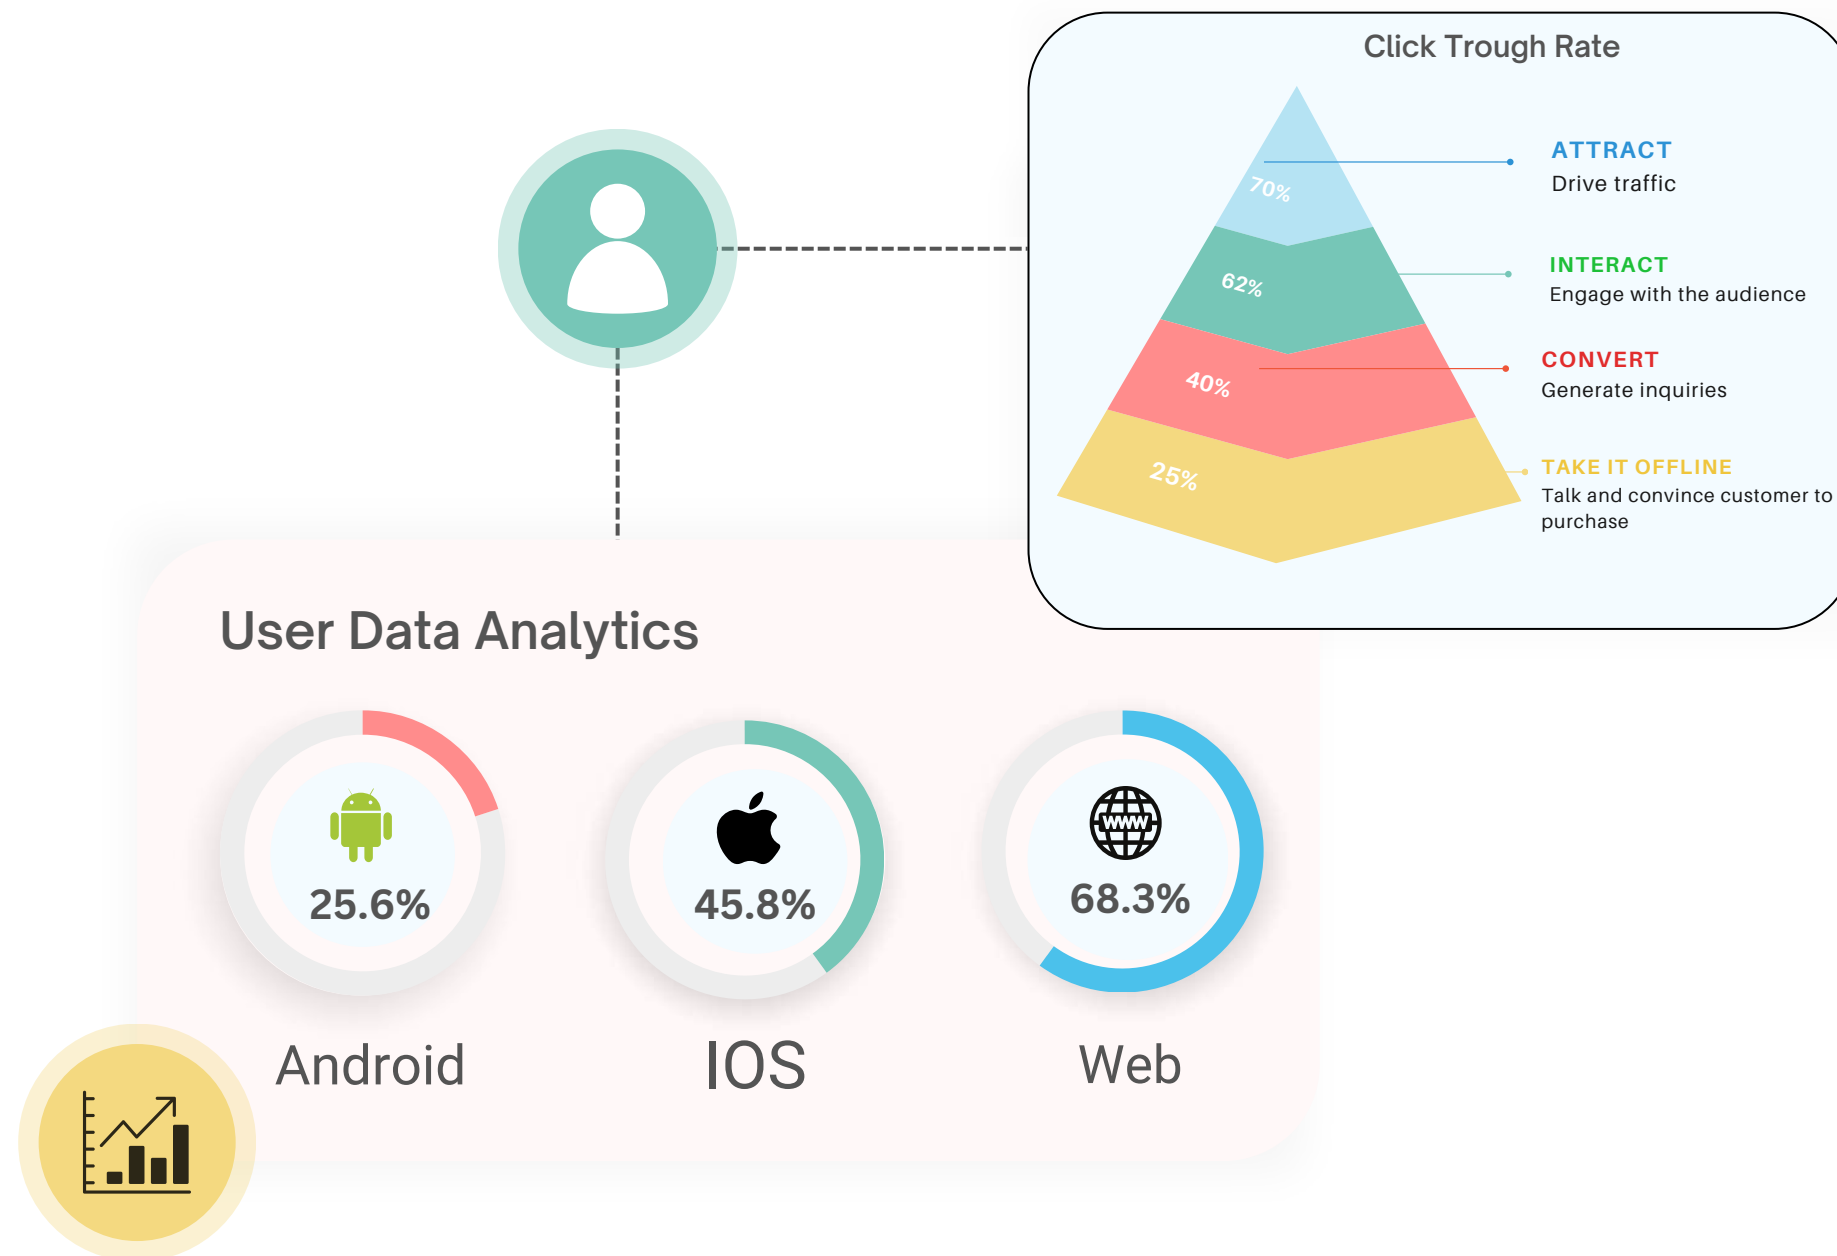 Click Trough Rate
ATTRACT
Drive traffic
70%
INTERACT
Engage with the audience
62%
CONVERT
Generate inquiries
40%
TAKE IT OFFLINE
Talk and convince customer to
purchase
25%
User Data Analytics
25.6%
45.8%
WWW
68.3%
Android
IOS
Web